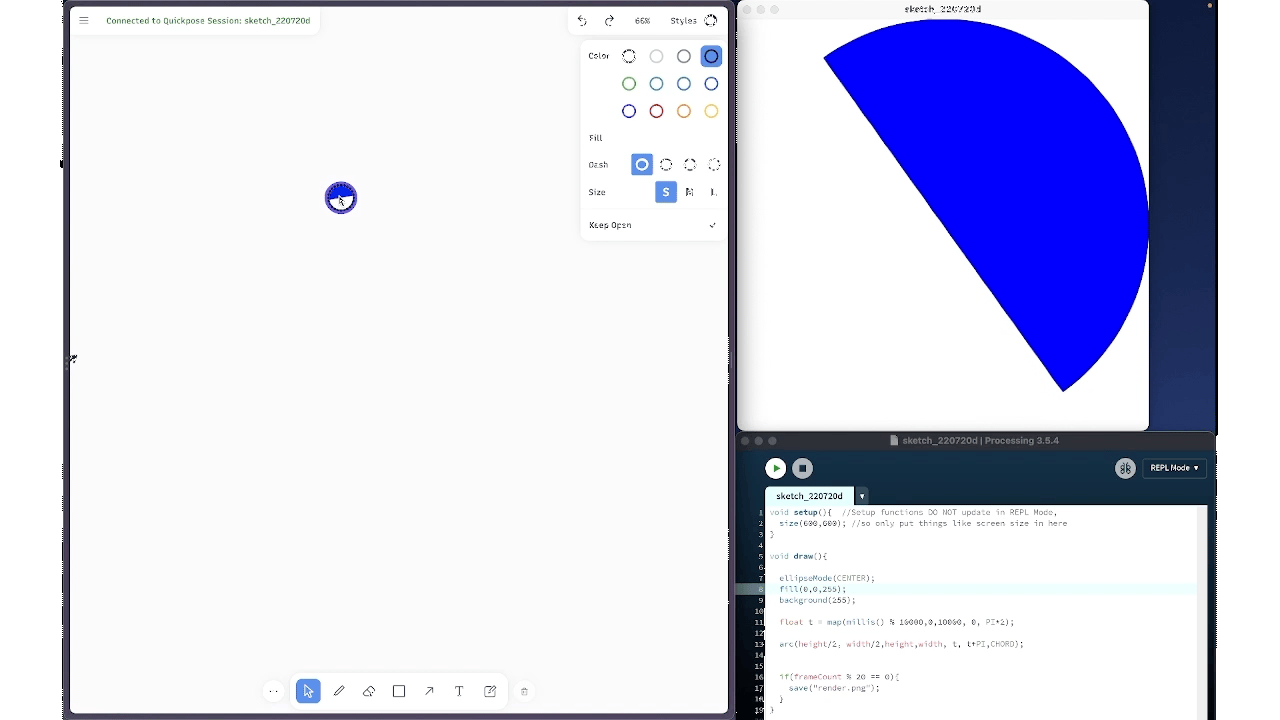 Connected to Quickpose Session: sketch_220720d
66%
Styles
Color
Fill
Dash
Size
S
M
L
Keep Open
T
sketch_220720d
sketch_220720d | Processing 3.5.4
REPL Mode ▾
sketch_220720d
1 void setup(){ //Setup functions DO NOT update in REPL Mode,
2 size(600,600); //so only put things like screen size in here
3 }
4
5 void draw(){
6
7 ellipseMode(CENTER);
8 fill(0,0,255);
9 background(255);
10
11 float t = map(millis() % 10000,0,10000, 0, PI*2);
12
13 arc(height/2, width/2,height,width, t, t+PI,CHORD);
14
15
16 if(frameCount % 20 == 0){
17 save("render.png");
18 }
19 }